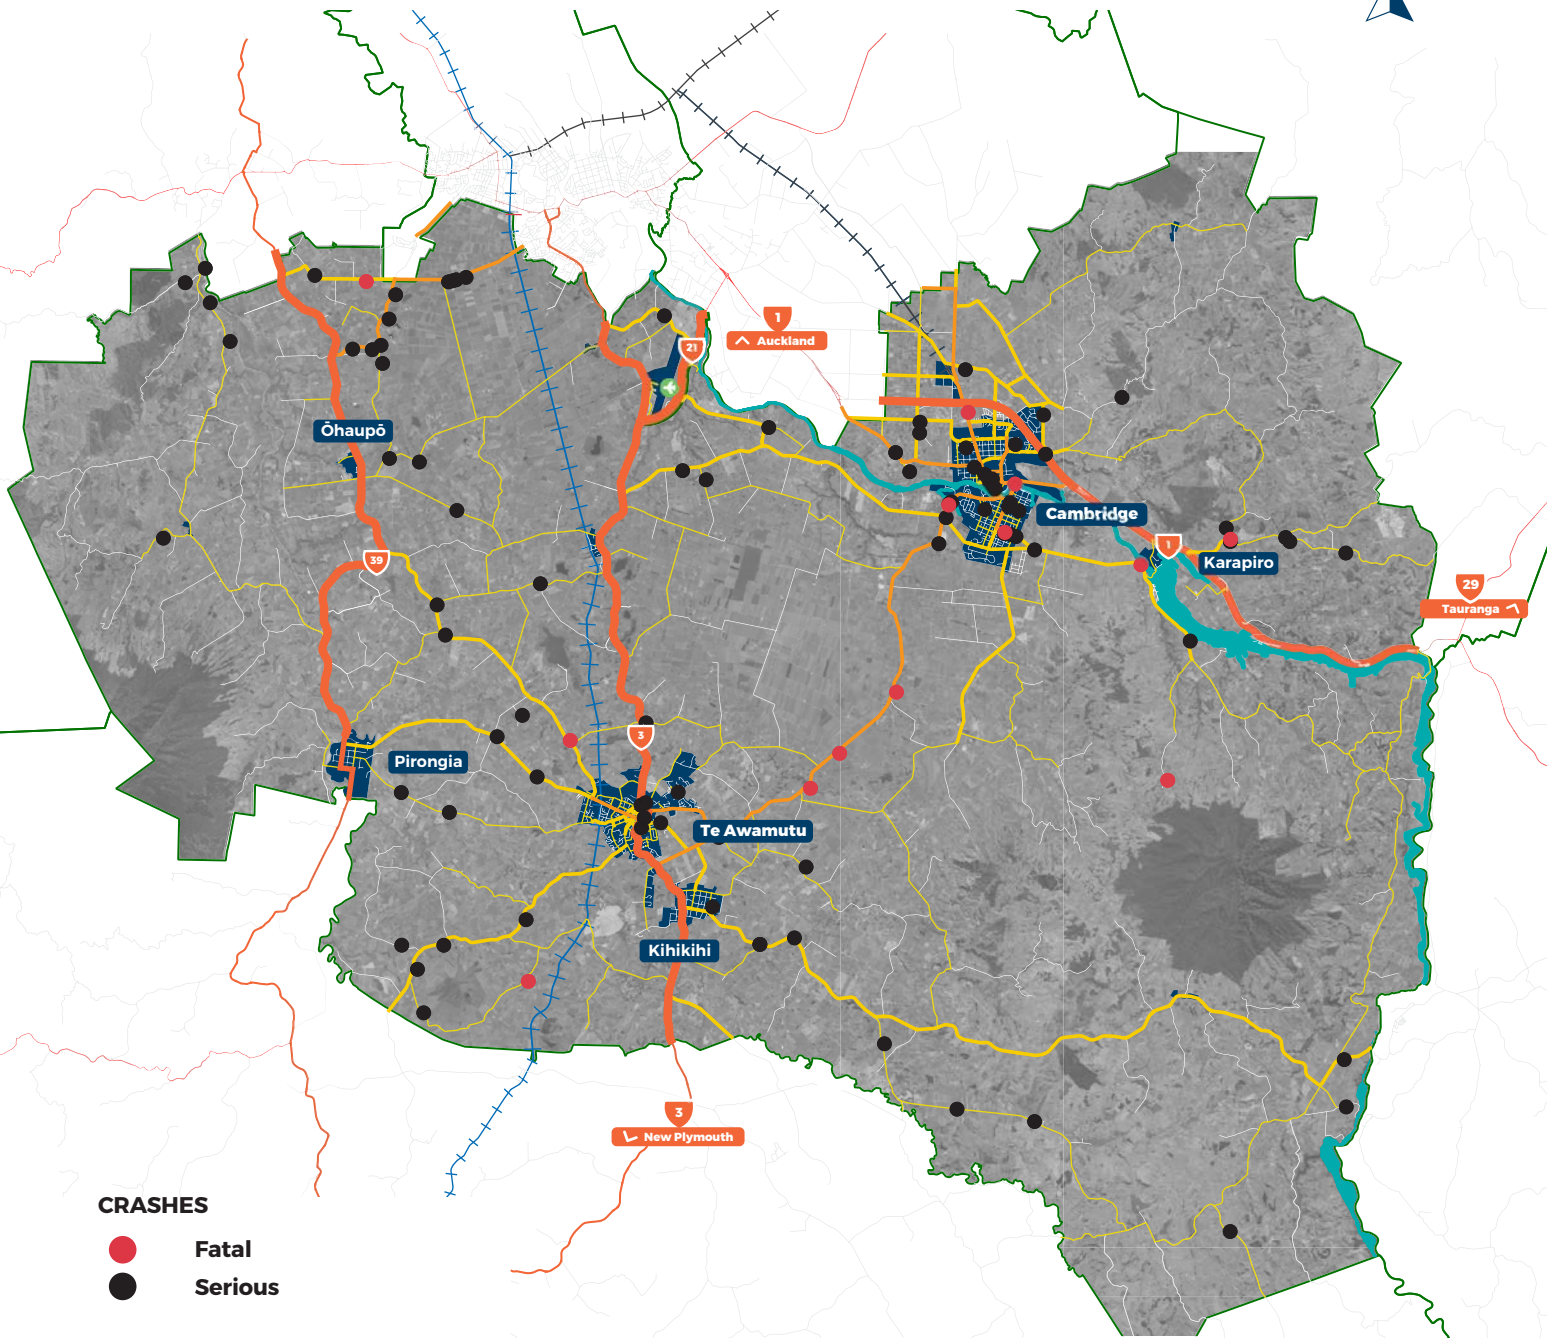 1
Auckland
21
Ōhaupō
Cambridge
1
Karapiro
39
29
Tauranga
3
Pirongia
Te Awamutu
Kihikihi
3
New Plymouth
CRASHES
Fatal
Serious